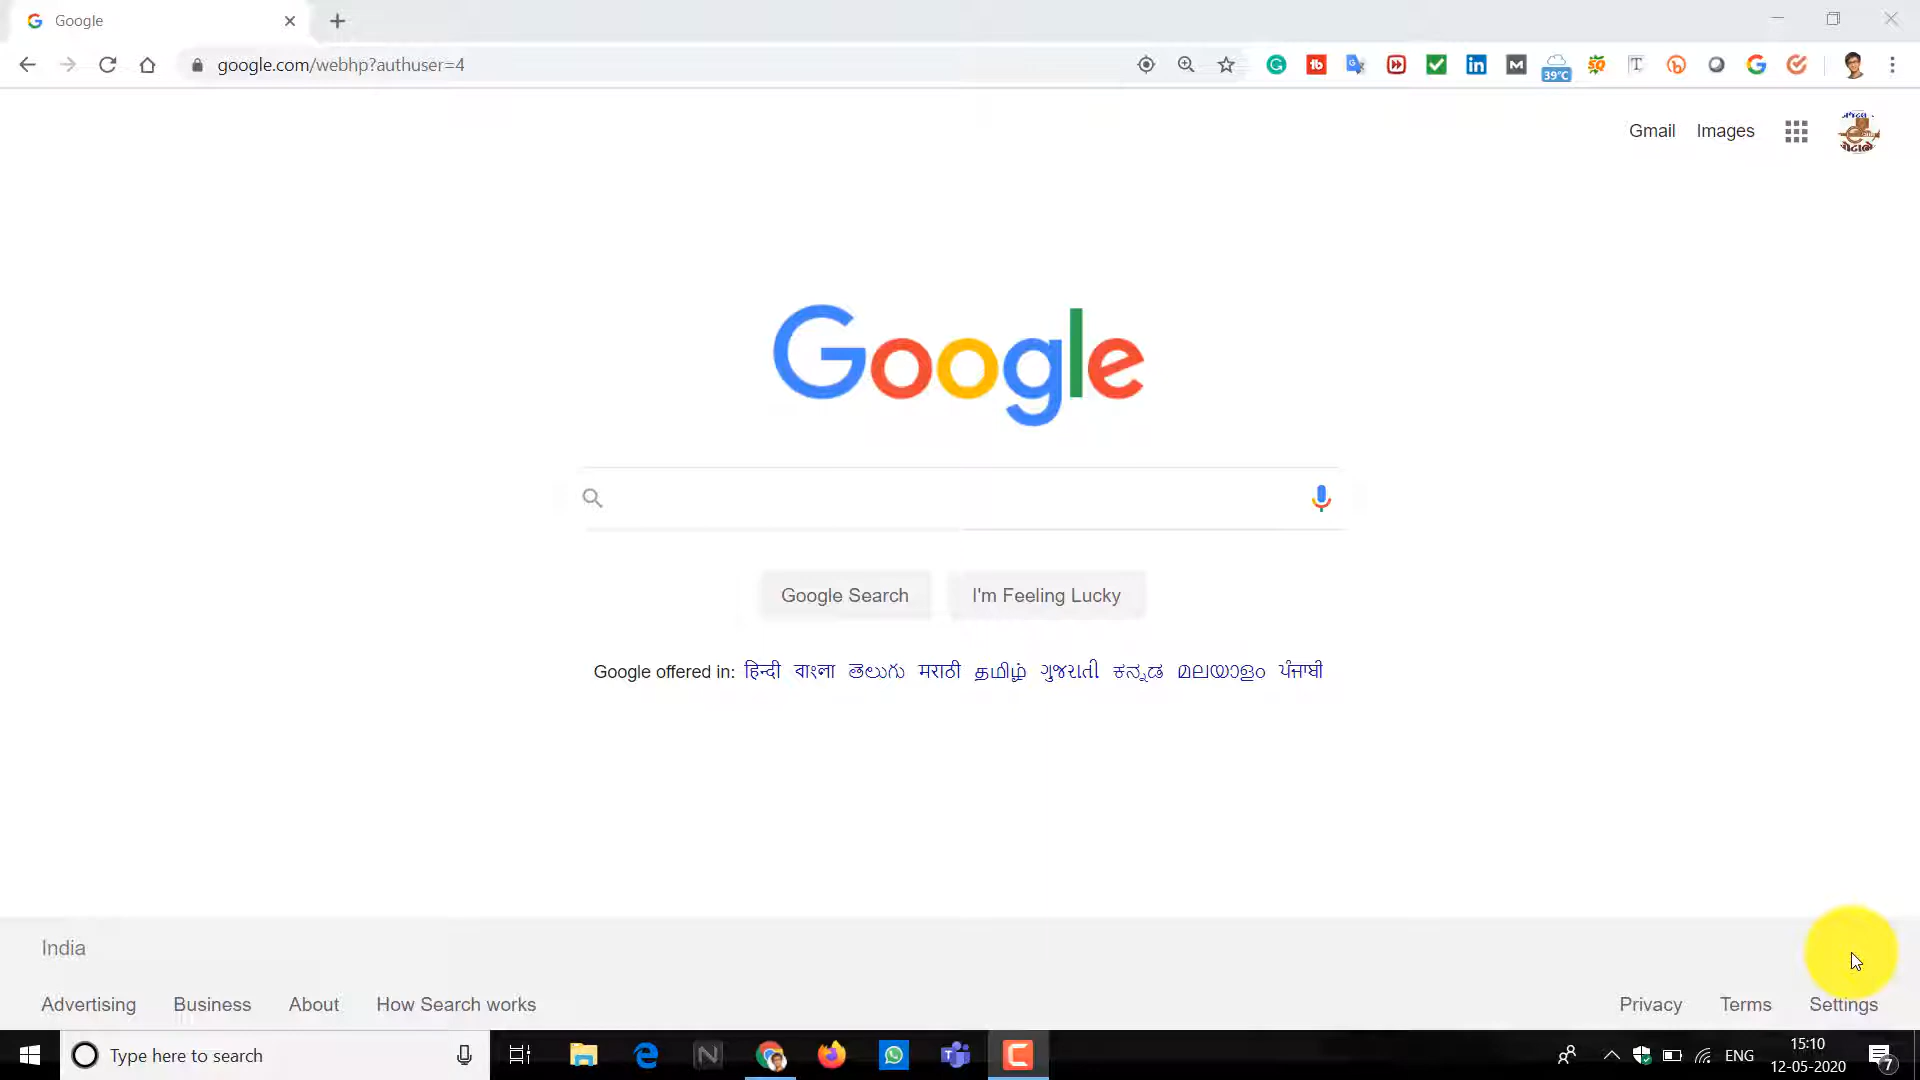 Google
google.com/webhp?authuser=4
39°C
Gmail Images
Google
Google Search I'm Feeling Lucky
Google offered in: हिन्दी বাংলা తెలుగు मराठी தமிழ் ગુજરાતી ಕನ್ನಡ മലയാളം ਪੰਜਾਬੀ
India
Advertising Business About How Search works Privacy Terms Settings
Type here to search
ENG
15:10
12-05-2020
7